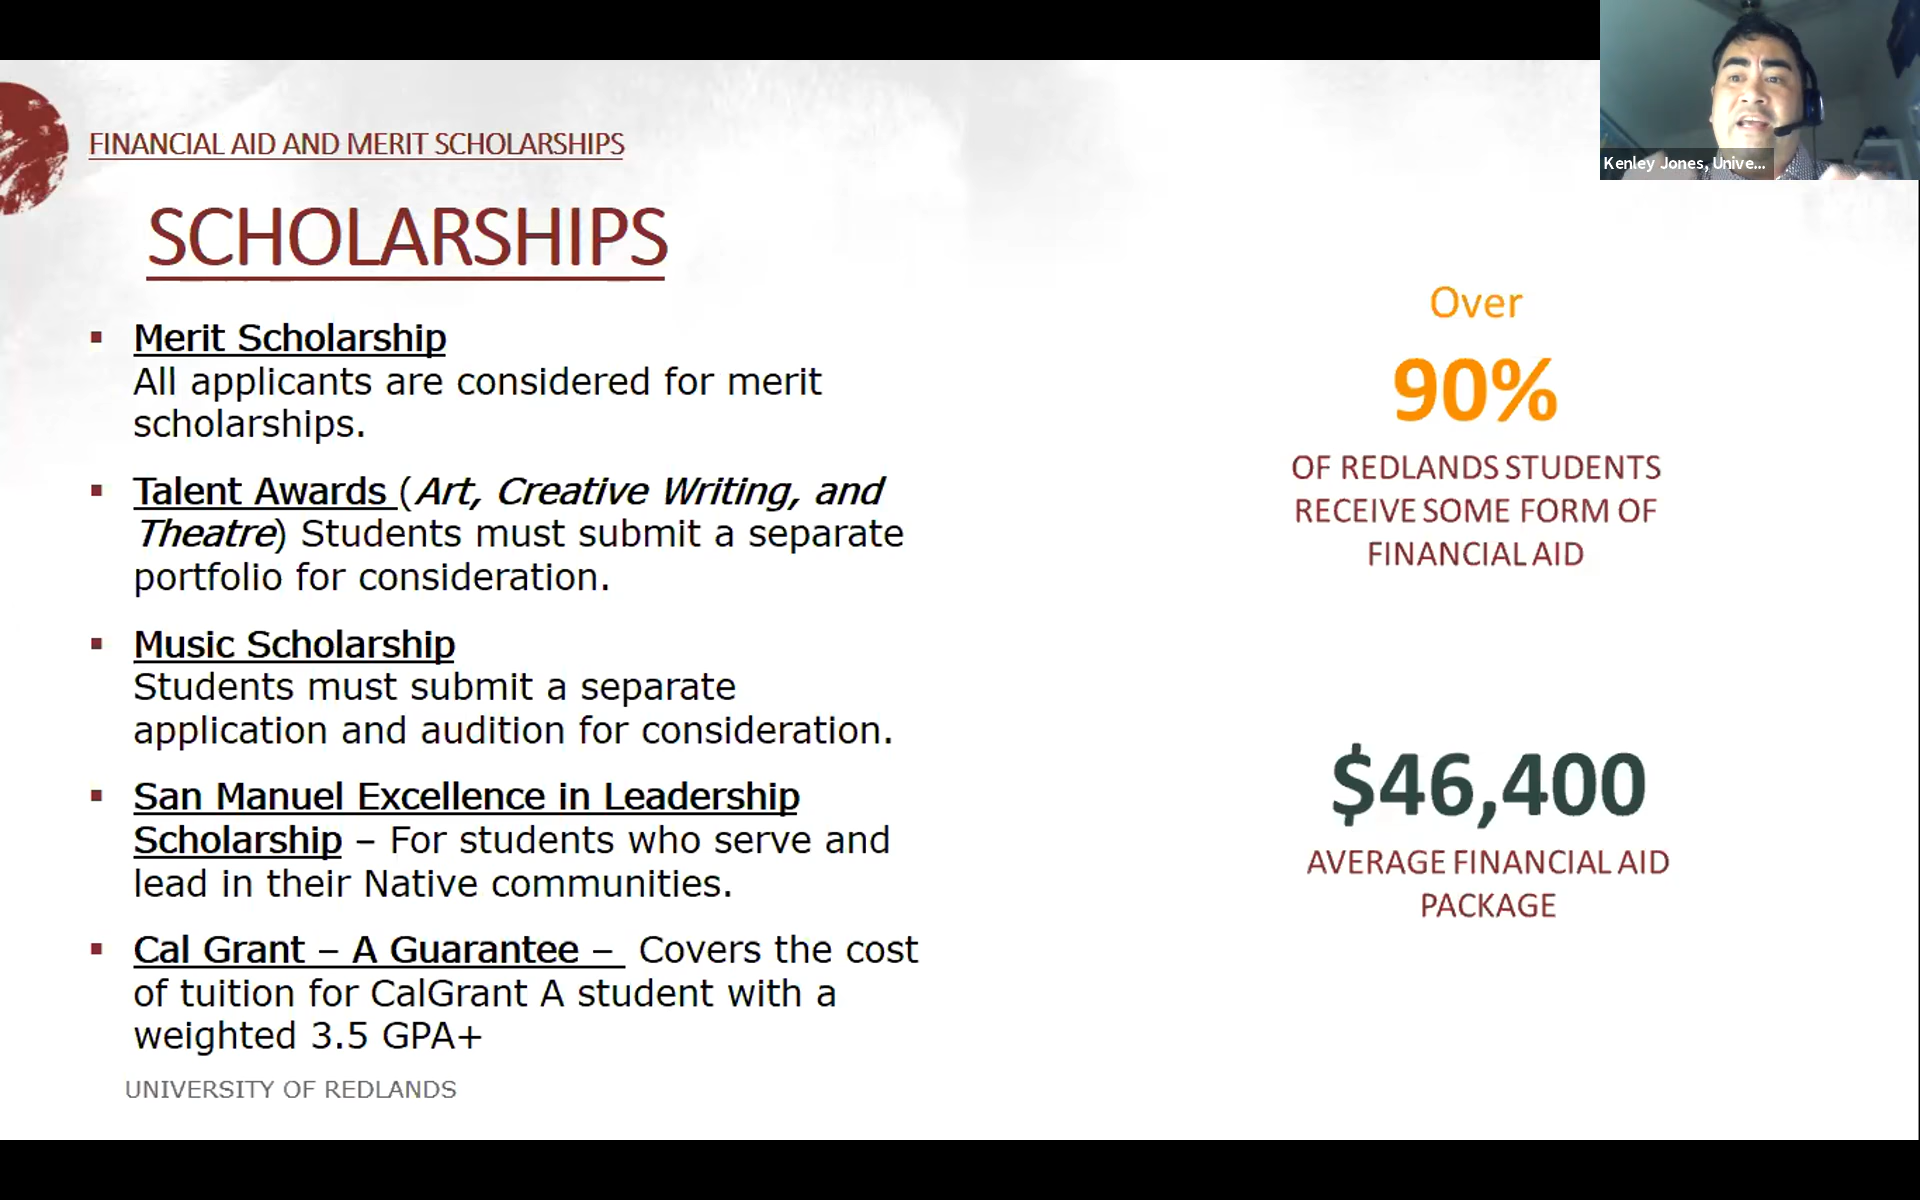 Kenley Jones, Unive...
FINANCIAL AID AND MERIT SCHOLARSHIPS
SCHOLARSHIPS
▪ Merit Scholarship
All applicants are considered for merit
scholarships.
▪ Talent Awards (Art, Creative Writing, and
Theatre) Students must submit a separate
portfolio for consideration.
▪ Music Scholarship
Students must submit a separate
application and audition for consideration.
▪ San Manuel Excellence in Leadership
Scholarship – For students who serve and
lead in their Native communities.
▪ Cal Grant – A Guarantee – Covers the cost
of tuition for CalGrant A student with a
weighted 3.5 GPA+
UNIVERSITY OF REDLANDS
Over
90%
OF REDLANDS STUDENTS
RECEIVE SOME FORM OF
FINANCIAL AID
$46,400
AVERAGE FINANCIAL AID
PACKAGE